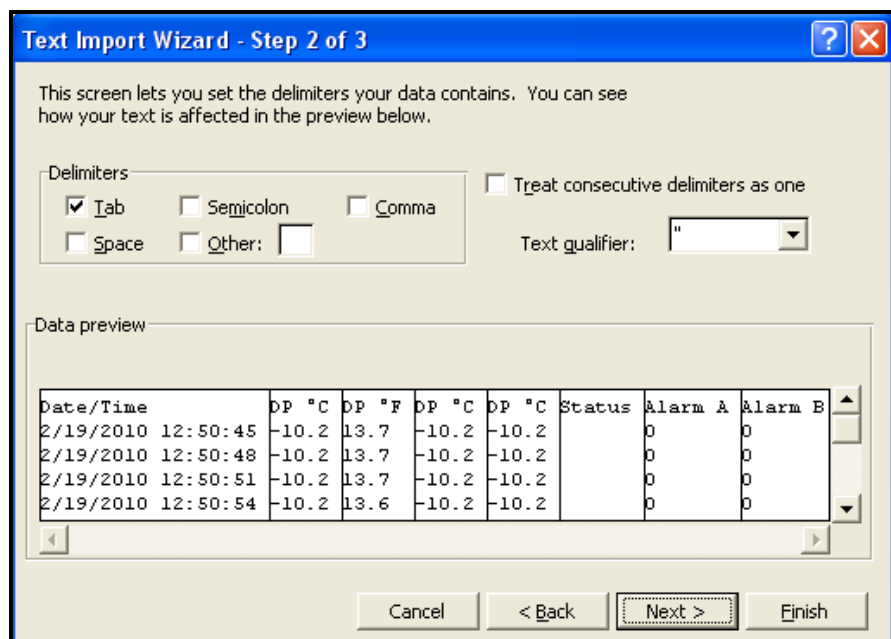 Text Import Wizard - Step 2 of 3
This screen lets you set the delimiters your data contains. You can see
how your text is affected in the preview below.
Delimiters
Tab Semicolon Comma
Space Other:
Treat consecutive delimiters as one
Text qualifier: "
Data preview
Date/Time DP °C DP °F DP °C DP °C Status Alarm A Alarm B
2/19/2010 12:50:45 -10.2 13.7 -10.2 -10.2 0 0
2/19/2010 12:50:48 -10.2 13.7 -10.2 -10.2 0 0
2/19/2010 12:50:51 -10.2 13.7 -10.2 -10.2 0 0
2/19/2010 12:50:54 -10.2 13.6 -10.2 -10.2 0 0
Cancel < Back Next > Finish